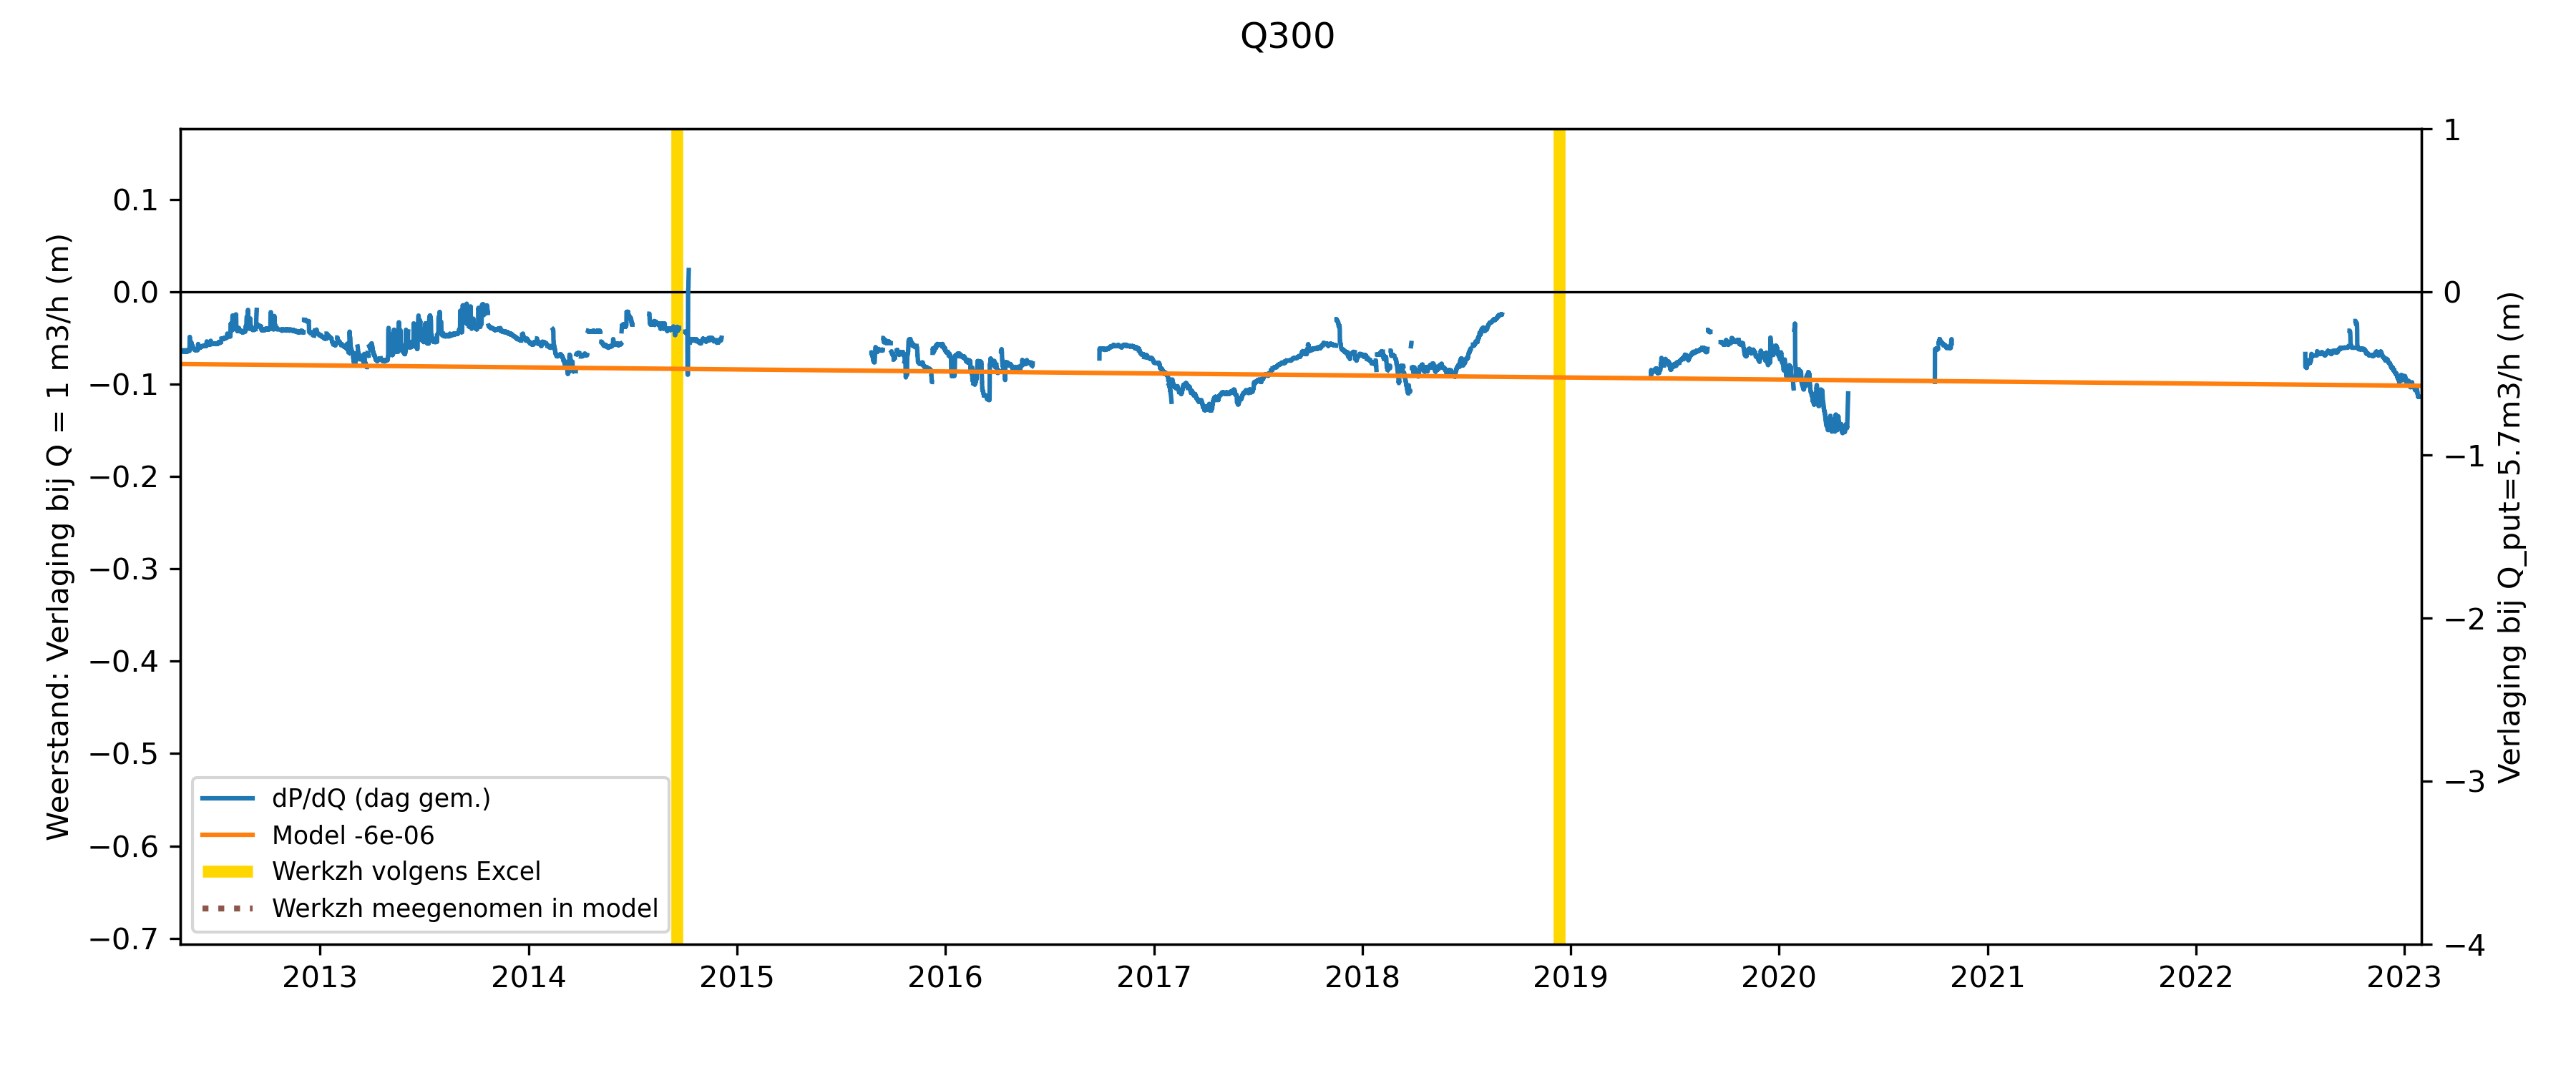 Q300
Weerstand: Verlaging bij Q = 1 m3/h (m)
0.1
0.0
−0.1
−0.2
−0.3
−0.4
−0.5
−0.6
−0.7
dP/dQ (dag gem.)
Model -6e-06
Werkzh volgens Excel
Werkzh meegenomen in model
2013 2014 2015 2016 2017 2018 2019 2020 2021 2022 2023
1
0
−1
−2
−3
−4
Verlaging bij Q_put=5.7m3/h (m)